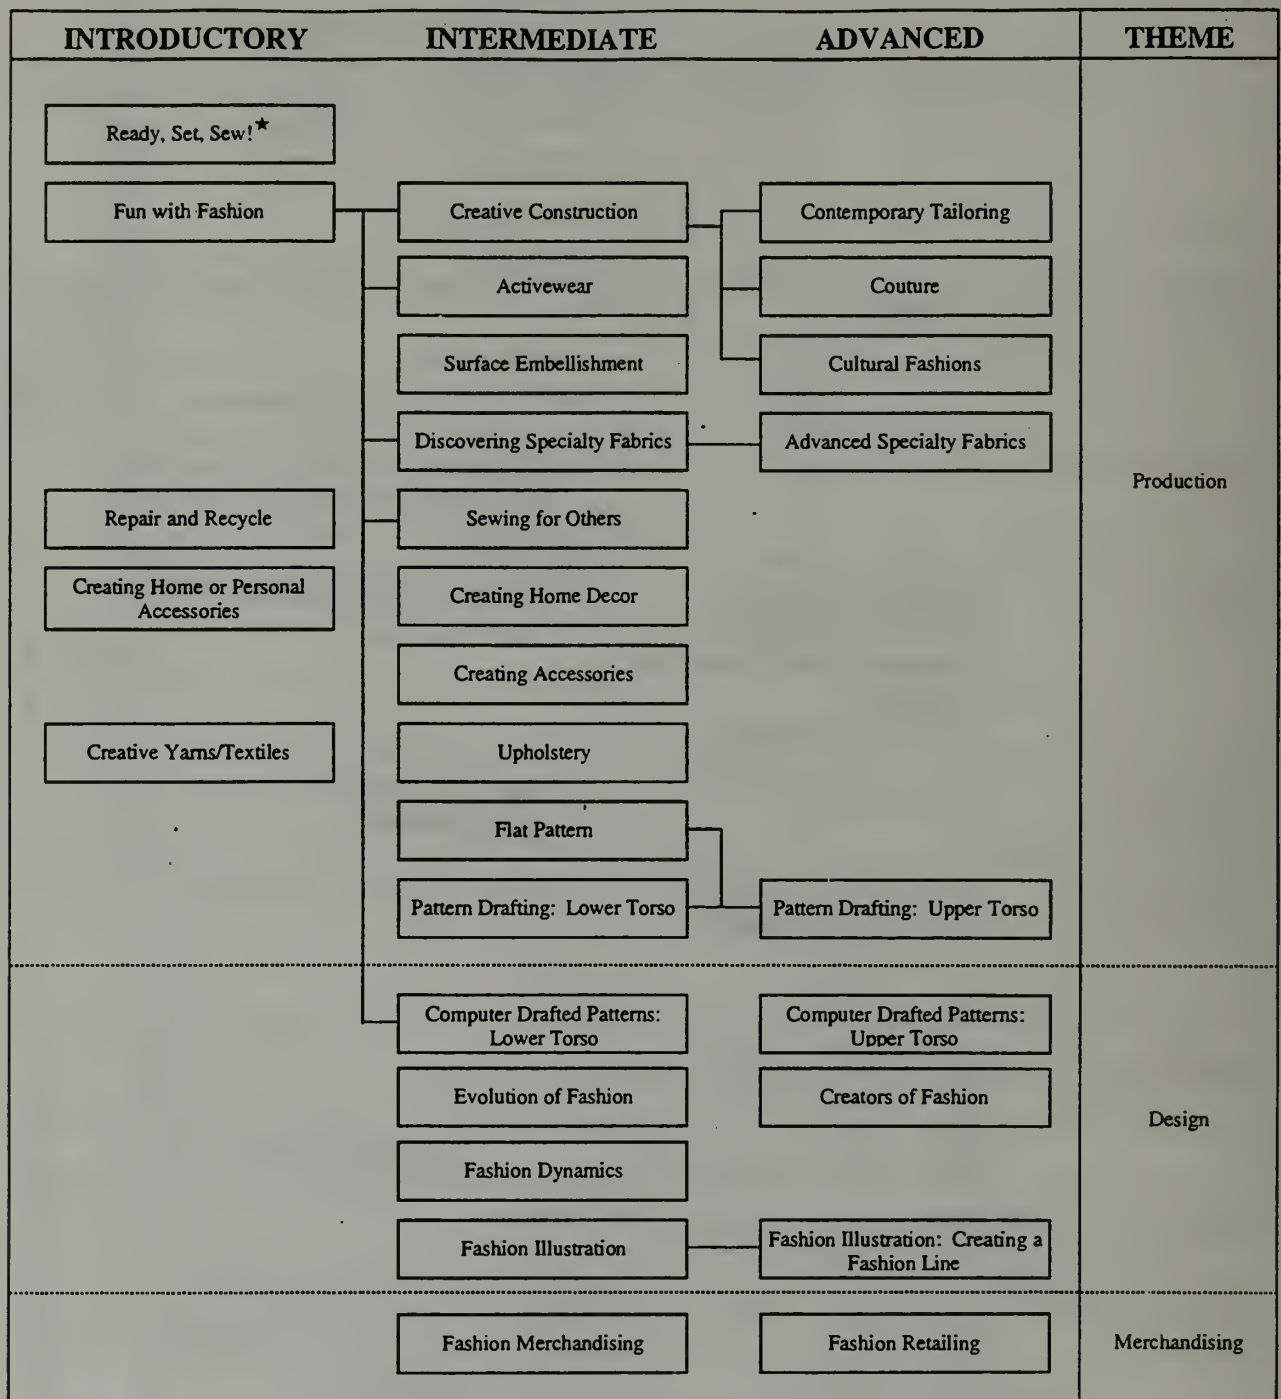 INTRODUCTORY INTERMEDIATE ADVANCED THEME
Ready, Set, Sew!★
Fun with Fashion
Creative Construction
Contemporary Tailoring
Activewear
Couture
Surface Embellishment
Cultural Fashions
Discovering Specialty Fabrics
Advanced Specialty Fabrics
Production
Repair and Recycle
Sewing for Others
Creating Home or Personal
Accessories
Creating Home Decor
Creating Accessories
Creative Yarns/Textiles
Upholstery
Flat Pattern
Pattern Drafting: Lower Torso
Pattern Drafting: Upper Torso
Computer Drafted Patterns:
Lower Torso
Computer Drafted Patterns:
Upper Torso
Evolution of Fashion
Creators of Fashion
Design
Fashion Dynamics
Fashion Illustration
Fashion Illustration: Creating a
Fashion Line
Fashion Merchandising
Fashion Retailing
Merchandising